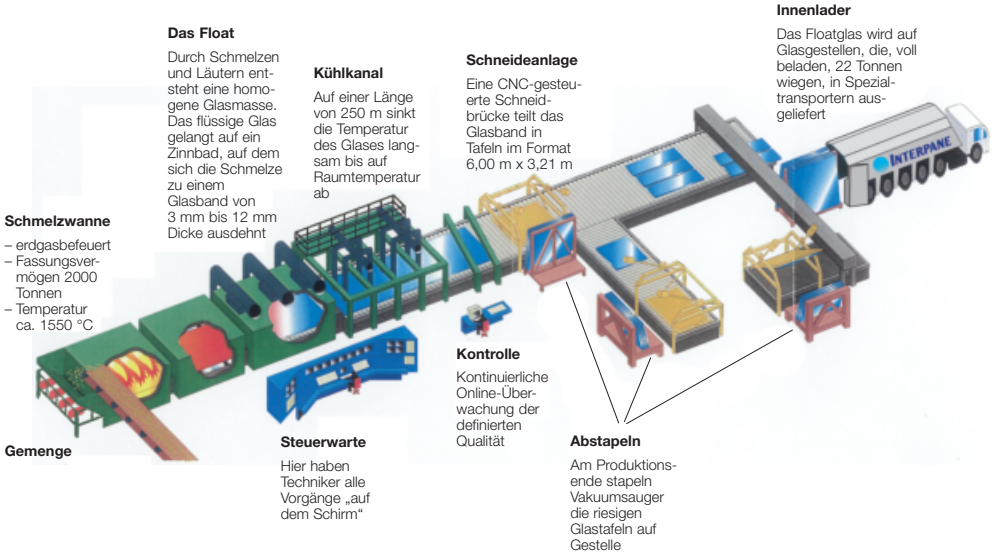 Das Float
Durch Schmelzen
und Läutern ent-
steht eine homo-
gene Glasmasse.
Das flüssige Glas
gelangt auf ein
Zinnbad, auf dem
sich die Schmelze
zu einem
Glasband von
3 mm bis 12 mm
Dicke ausdehnt
Kühlkanal
Auf einer Länge
von 250 m sinkt
die Temperatur
des Glases lang-
sam bis auf
Raumtemperatur
ab
Schneideanlage
Eine CNC-gesteu-
erte Schneid-
brücke teilt das
Glasband in
Tafeln im Format
6,00 m x 3,21 m
Innenlader
Das Floatglas wird auf
Glasgestellen, die, voll
beladen, 22 Tonnen
wiegen, in Spezial-
transportern aus-
geliefert
INTERPANE
Schmelzwanne
– erdgasbefeuert
– Fassungsver-
mögen 2000
Tonnen
– Temperatur
ca. 1550 °C
Gemenge
Steuerwarte
Hier haben
Techniker alle
Vorgänge „auf
dem Schirm“
Kontrolle
Kontinuierliche
Online-Über-
wachung der
definierten
Qualität
Abstapeln
Am Produktions-
ende stapeln
Vakuumsauger
die riesigen
Glastafeln auf
Gestelle